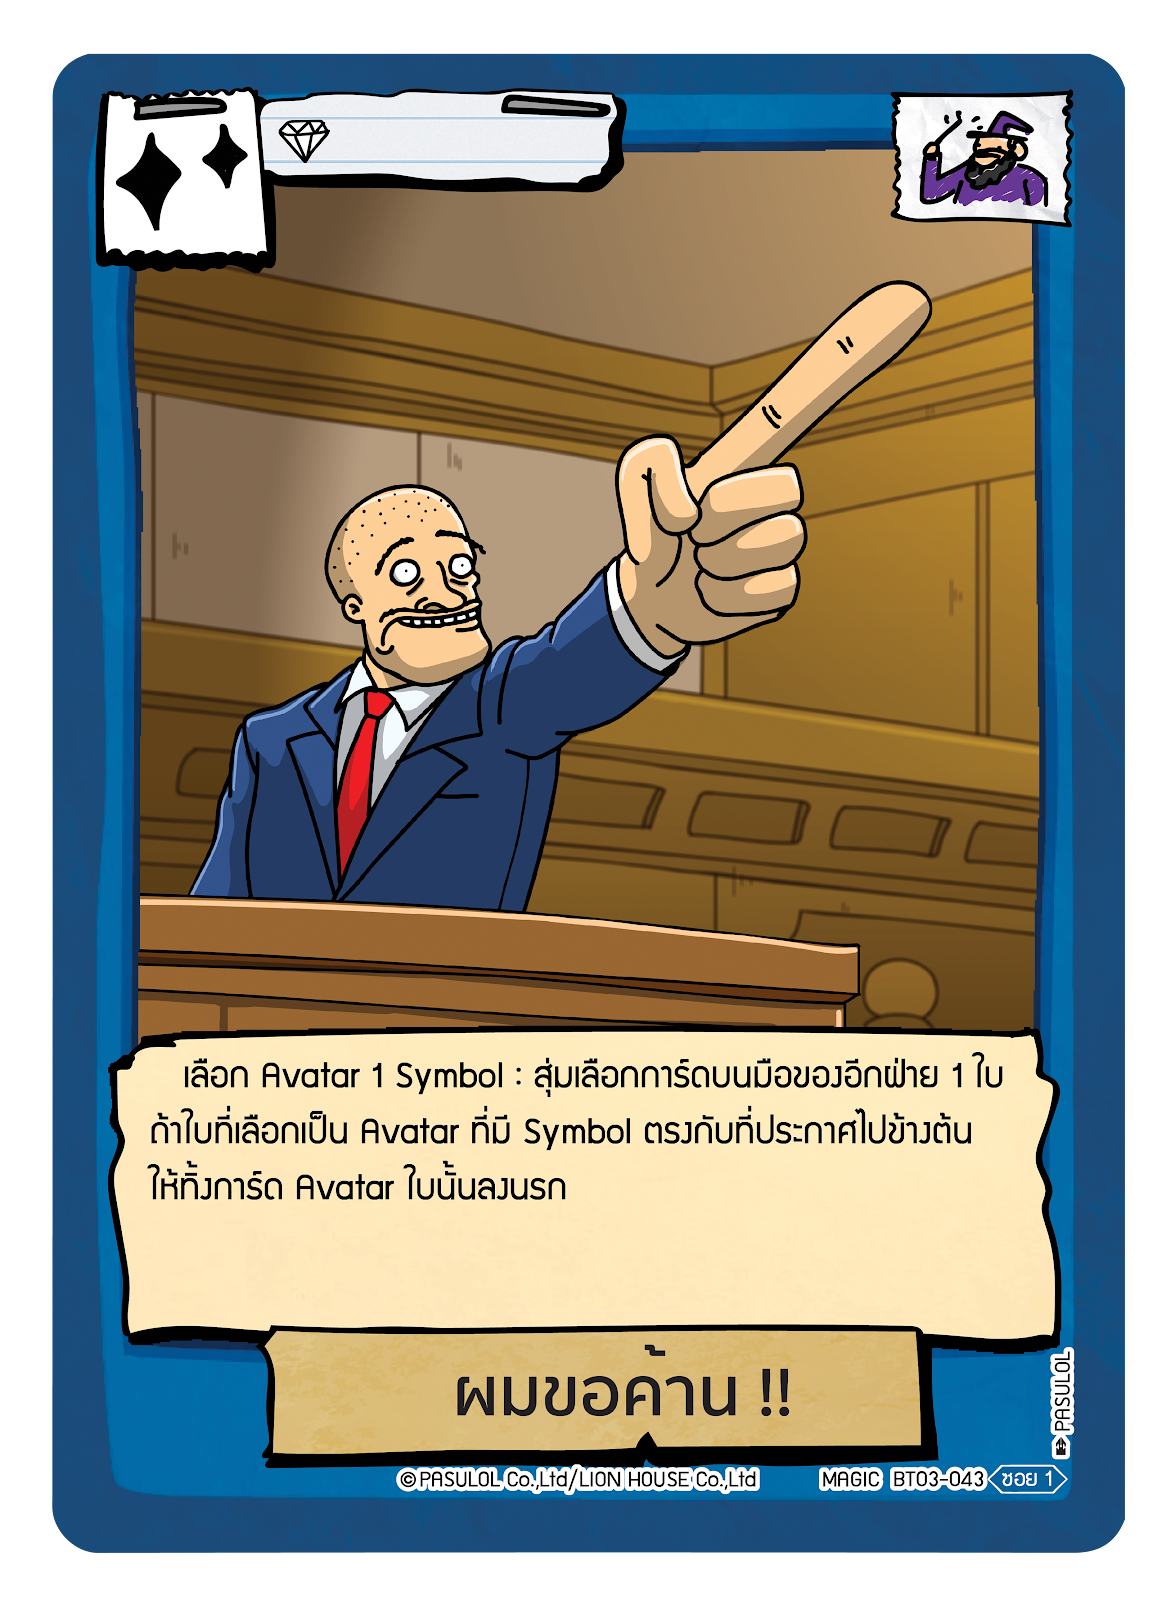 เลือก Avatar 1 Symbol : สุ่มเลือกการ์ดบนมือของอีกฝ่าย 1 ใบ
ถ้าใบที่เลือกเป็น Avatar ที่มี Symbol ตรงกับที่ประกาศไปข้างต้น
ให้ทิ้งการ์ด Avatar ใบนั้นลงนรก
ผมขอค้าน !!
PASULOL
©PASULOL Co.,Ltd/LION HOUSE Co.,Ltd MAGIC BT03-043 ซอย 1